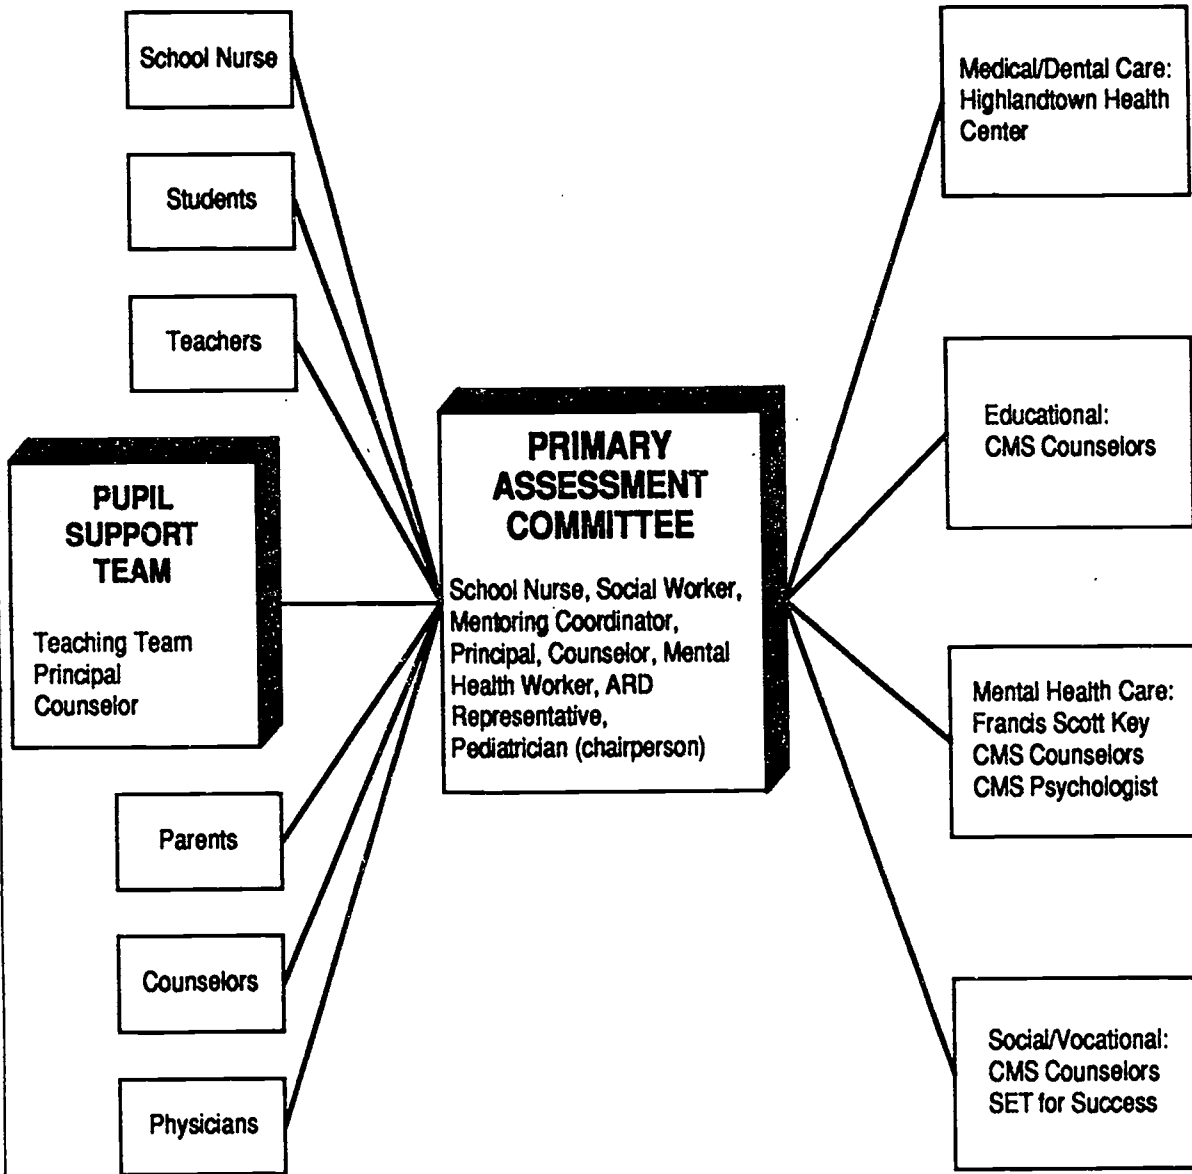 School Nurse
Students
Teachers
PUPIL
SUPPORT
TEAM
Teaching Team
Principal
Counselor
Parents
Counselors
Physicians
PRIMARY
ASSESSMENT
COMMITTEE
School Nurse, Social Worker,
Mentoring Coordinator,
Principal, Counselor, Mental
Health Worker, ARD
Representative,
Pediatrician (chairperson)
Medical/Dental Care:
Highlandtown Health
Center
Educational:
CMS Counselors
Mental Health Care:
Francis Scott Key
CMS Counselors
CMS Psychologist
Social/Vocational:
CMS Counselors
SET for Success